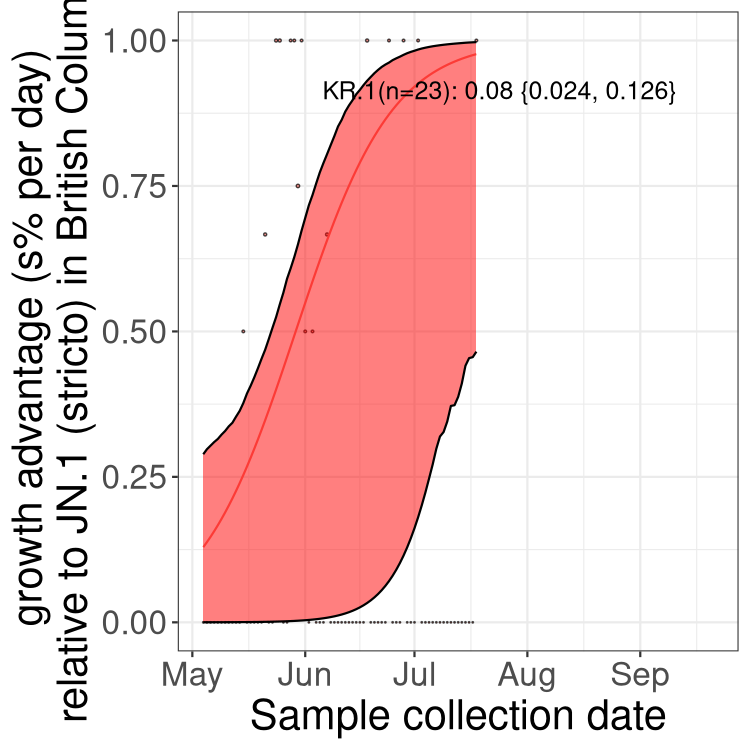 growth advantage (s% per day)
relative to JN.1 (stricto) in British Colum
1.00
0.75
0.50
0.25
0.00
KR.1(n=23): 0.08 {0.024, 0.126}
May Jun Jul Aug Sep
Sample collection date